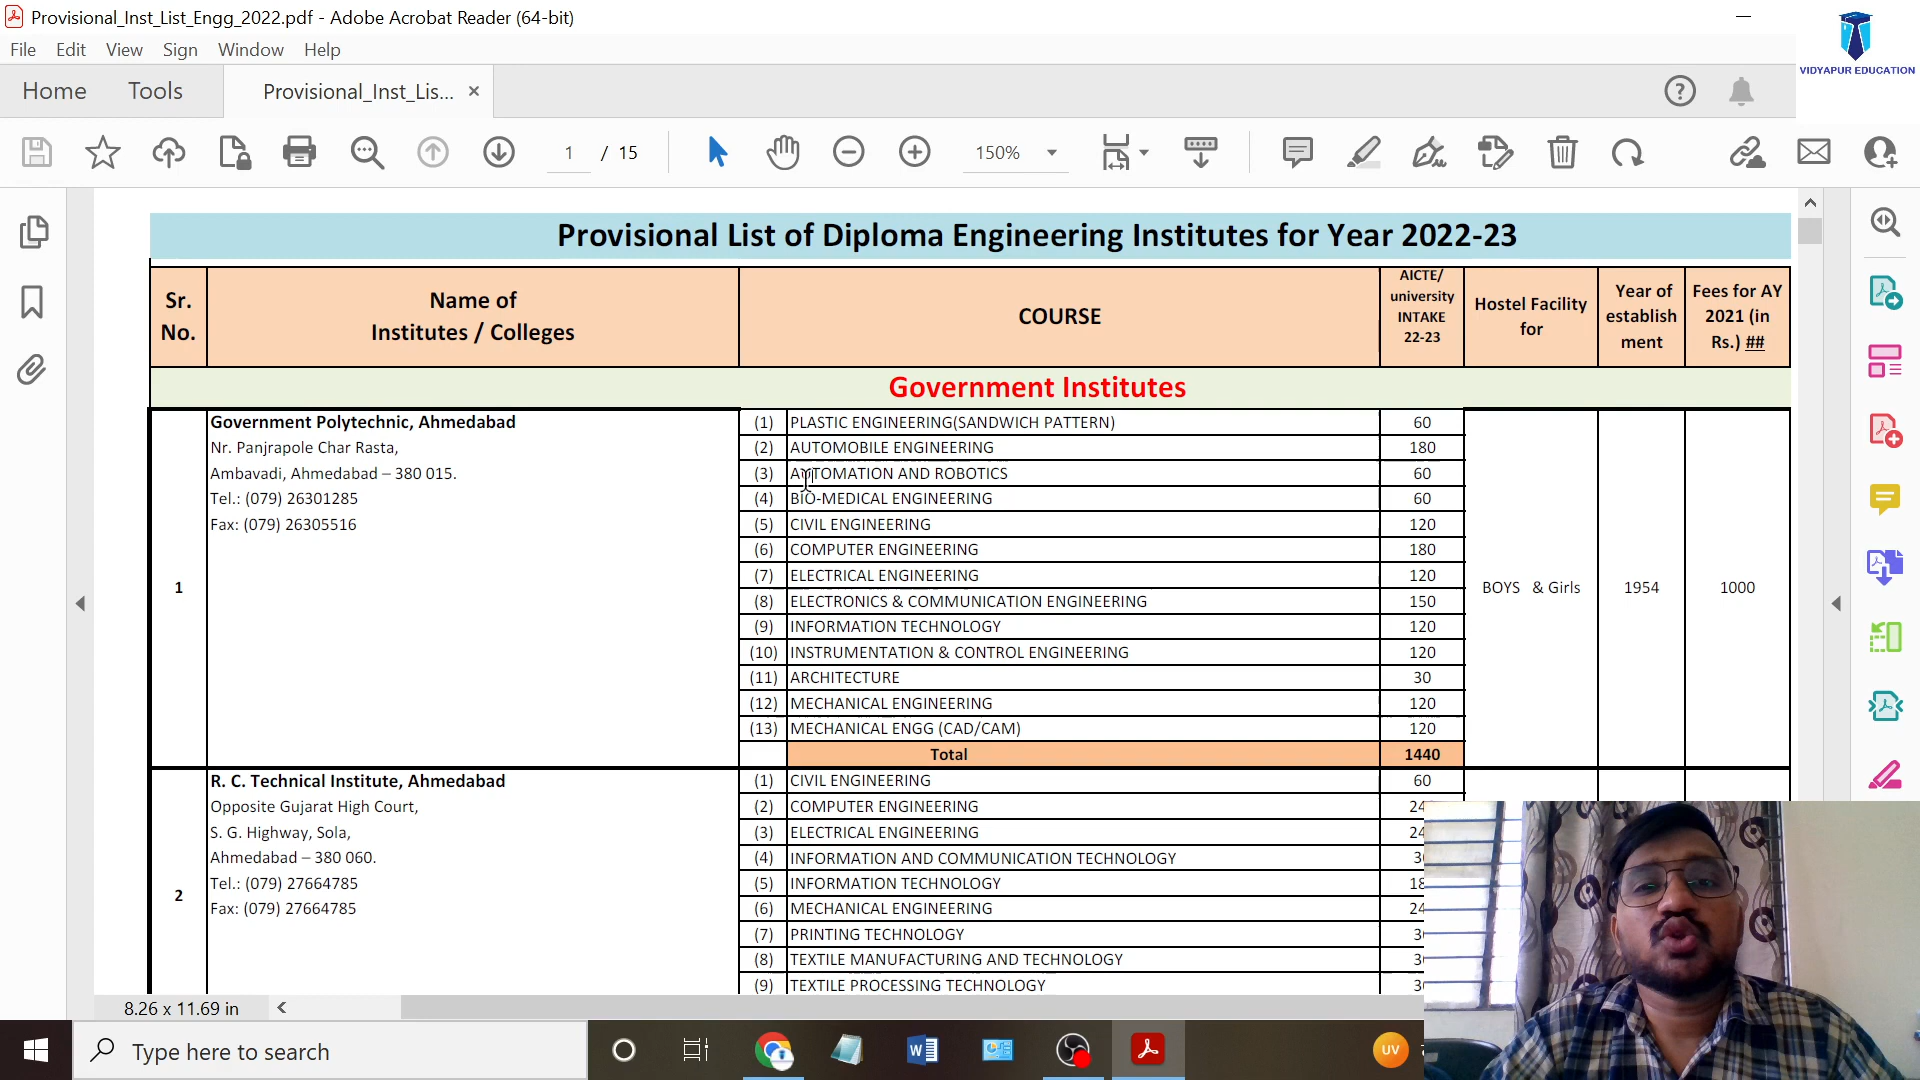 Provisional_Inst_List_Engg_2022.pdf - Adobe Acrobat Reader (64-bit)
File Edit View Sign Window Help
VIDYAPUR EDUCATION
Home Tools Provisional_Inst_Lis... ×
1 / 15 150%
Provisional List of Diploma Engineering Institutes for Year 2022-23
Sr. No.
Name of Institutes / Colleges
COURSE
AICTE/ university INTAKE 22-23
Hostel Facility for
Year of establish ment
Fees for AY 2021 (in Rs.) ##
Government Institutes
1
Government Polytechnic, Ahmedabad
Nr. Panjrapole Char Rasta,
Ambavadi, Ahmedabad – 380 015.
Tel.: (079) 26301285
Fax: (079) 26305516
(1) PLASTIC ENGINEERING(SANDWICH PATTERN) 60
(2) AUTOMOBILE ENGINEERING 180
(3) AUTOMATION AND ROBOTICS 60
(4) BIO-MEDICAL ENGINEERING 60
(5) CIVIL ENGINEERING 120
(6) COMPUTER ENGINEERING 180
(7) ELECTRICAL ENGINEERING 120
(8) ELECTRONICS & COMMUNICATION ENGINEERING 150
(9) INFORMATION TECHNOLOGY 120
(10) INSTRUMENTATION & CONTROL ENGINEERING 120
(11) ARCHITECTURE 30
(12) MECHANICAL ENGINEERING 120
(13) MECHANICAL ENGG (CAD/CAM) 120
Total 1440
BOYS & Girls 1954 1000
2
R. C. Technical Institute, Ahmedabad
Opposite Gujarat High Court,
S. G. Highway, Sola,
Ahmedabad – 380 060.
Tel.: (079) 27664785
Fax: (079) 27664785
(1) CIVIL ENGINEERING 60
(2) COMPUTER ENGINEERING
(3) ELECTRICAL ENGINEERING
(4) INFORMATION AND COMMUNICATION TECHNOLOGY
(5) INFORMATION TECHNOLOGY
(6) MECHANICAL ENGINEERING
(7) PRINTING TECHNOLOGY
(8) TEXTILE MANUFACTURING AND TECHNOLOGY
(9) TEXTILE PROCESSING TECHNOLOGY
8.26 x 11.69 in
Type here to search
UV